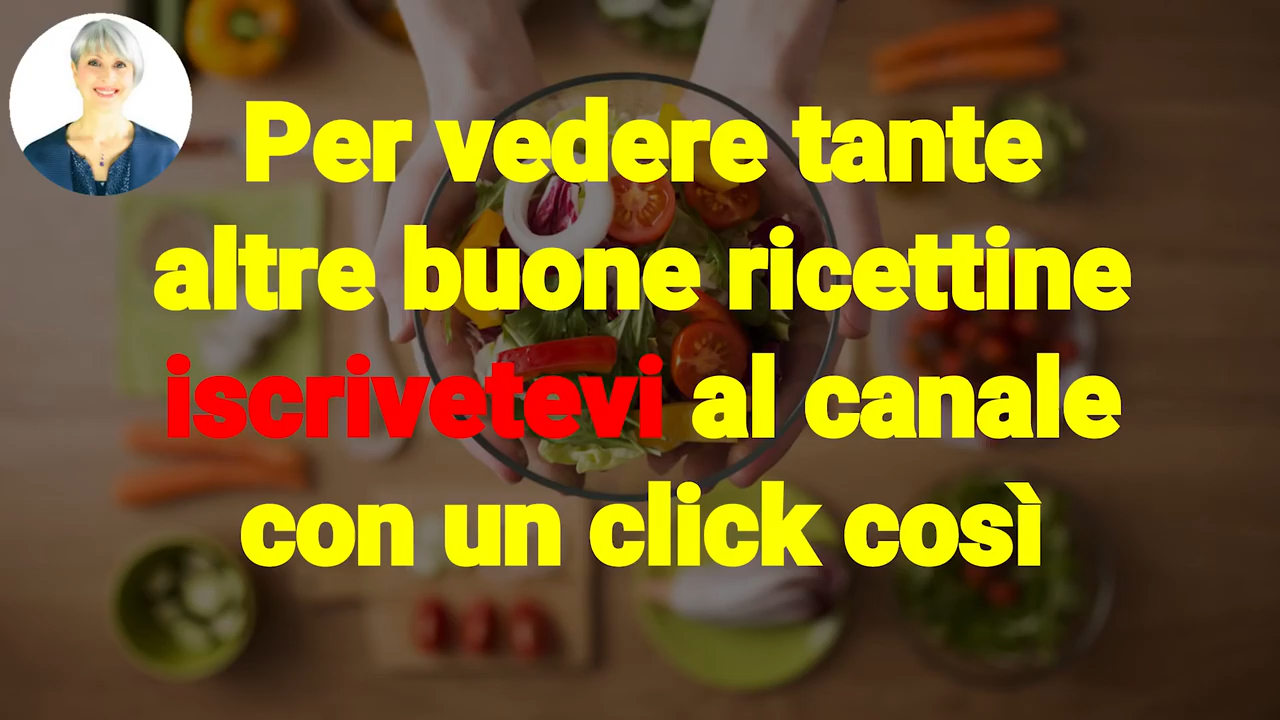 Per vedere tante
altre buone ricettine
iscrivetevi al canale
con un click così